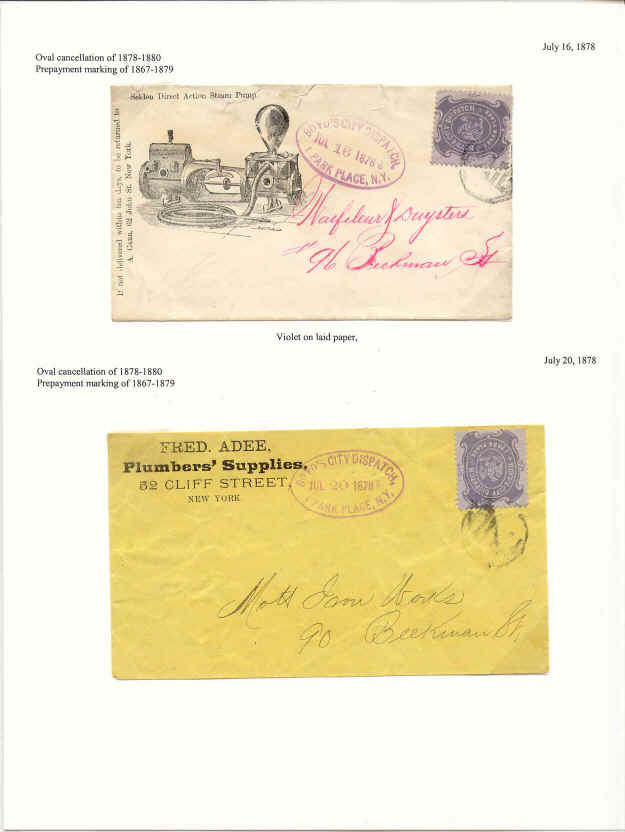 July 16, 1878
Oval cancellation of 1878-1880
Prepayment marking of 1867-1879
Selden Direct Action Steam Pump.
If not delivered within ten days, to be returned to
A. Carr, 62 John St. New York.
BOYD'S CITY DISPATCH,
JUL 16 1878
1 PARK PLACE, N.Y.
& Duysters
96 Beekman St
Violet on laid paper,
July 20, 1878
Oval cancellation of 1878-1880
Prepayment marking of 1867-1879
FRED. ADEE,
Plumbers' Supplies,
52 CLIFF STREET,
NEW YORK
BOYD'S CITY DISPATCH,
JUL 20 1878
1 PARK PLACE, N.Y.
Mott Iron Works
90 Beekman St.